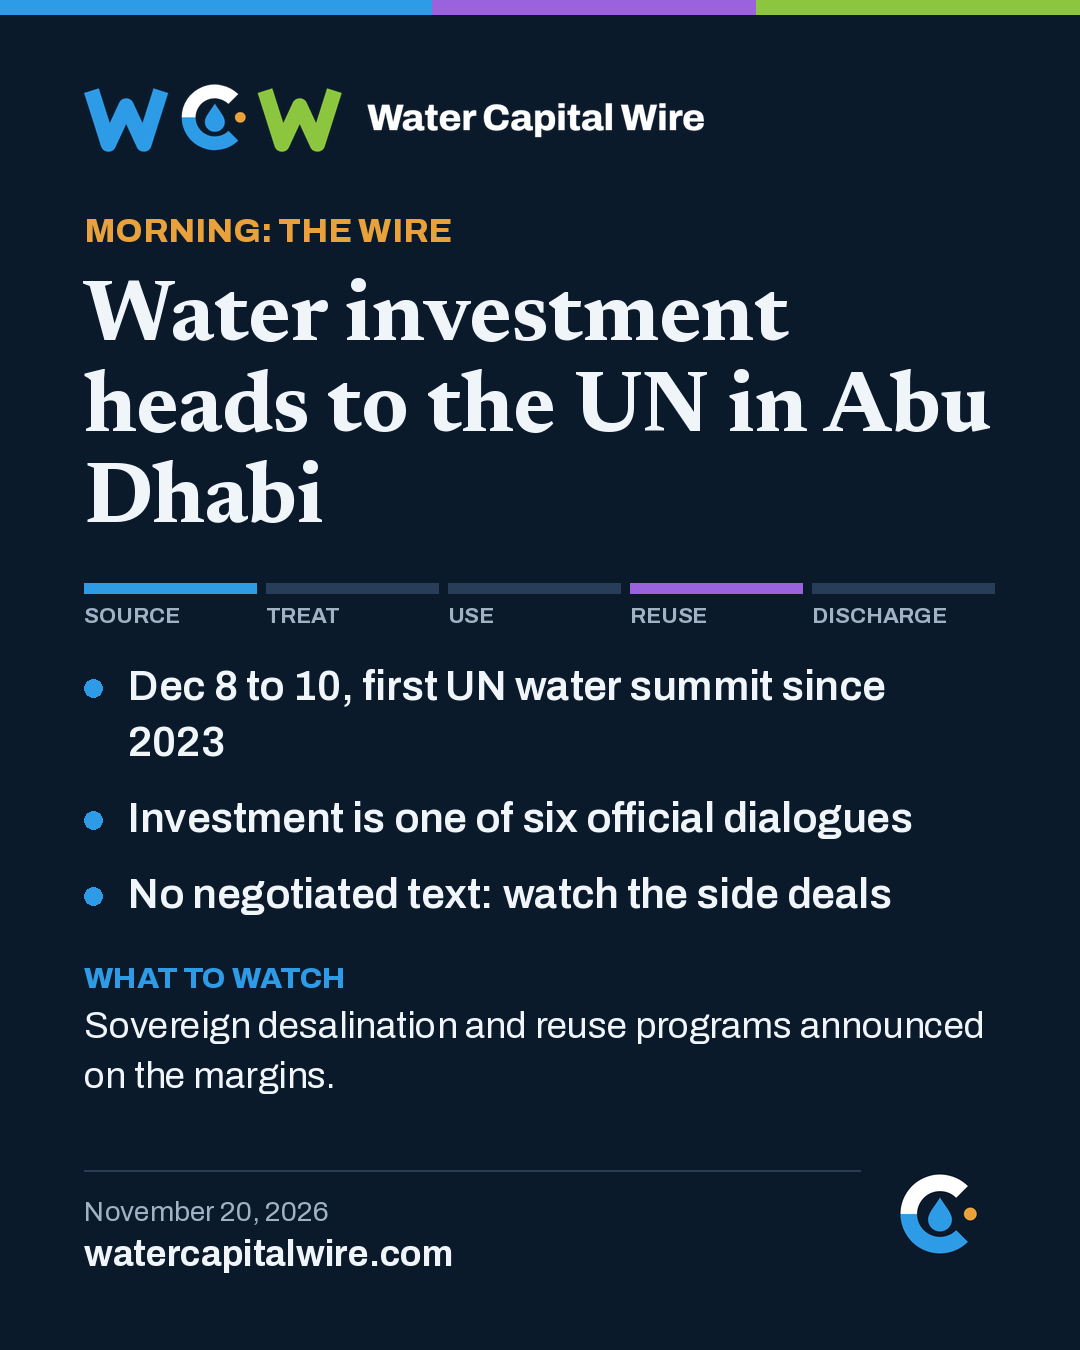 WCW Water Capital Wire
MORNING: THE WIRE
Water investment
heads to the UN in Abu
Dhabi
SOURCE TREAT USE REUSE DISCHARGE
Dec 8 to 10, first UN water summit since
2023
Investment is one of six official dialogues
No negotiated text: watch the side deals
WHAT TO WATCH
Sovereign desalination and reuse programs announced
on the margins.
November 20, 2026
watercapitalwire.com